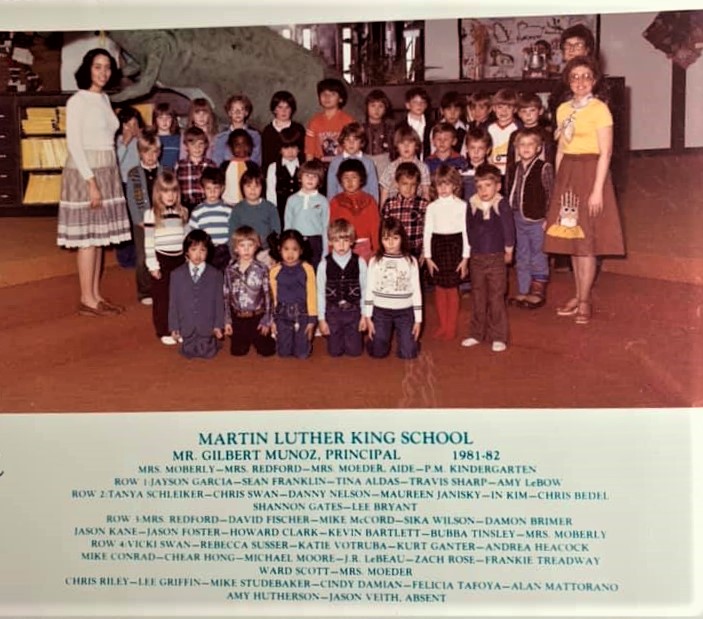 MARTIN LUTHER KING SCHOOL
MR. GILBERT MUNOZ, PRINCIPAL 1981-82
MRS. MOBERLY—MRS. REDFORD—MRS. MOEDER, AIDE—P.M. KINDERGARTEN
ROW 1:JAYSON GARCIA—SEAN FRANKLIN—TINA ALDAS—TRAVIS SHARP—AMY LeBOW
ROW 2:TANYA SCHLEIKER—CHRIS SWAN—DANNY NELSON—MAUREEN JANISKY—IN KIM—CHRIS BEDEL
SHANNON GATES—LEE BRYANT
ROW 3:MRS. REDFORD—DAVID FISCHER—MIKE McCORD—SIKA WILSON—DAMON BRIMER
JASON KANE—JASON FOSTER—HOWARD CLARK—KEVIN BARTLETT—BUBBA TINSLEY—MRS. MOBERLY
ROW 4:VICKI SWAN—REBECCA SUSSER—KATIE VOTRUBA—KURT GANTER—ANDREA HEACOCK
MIKE CONRAD—CHEAR HONG—MICHAEL MOORE—J.R. LeBEAU—ZACH ROSE—FRANKIE TREADWAY
WARD SCOTT—MRS. MOEDER
CHRIS RILEY—LEE GRIFFIN—MIKE STUDEBAKER—CINDY DAMIAN—FELICIA TAFOYA—ALAN MATTORANO
AMY HUTHERSON—JASON VEITH, ABSENT